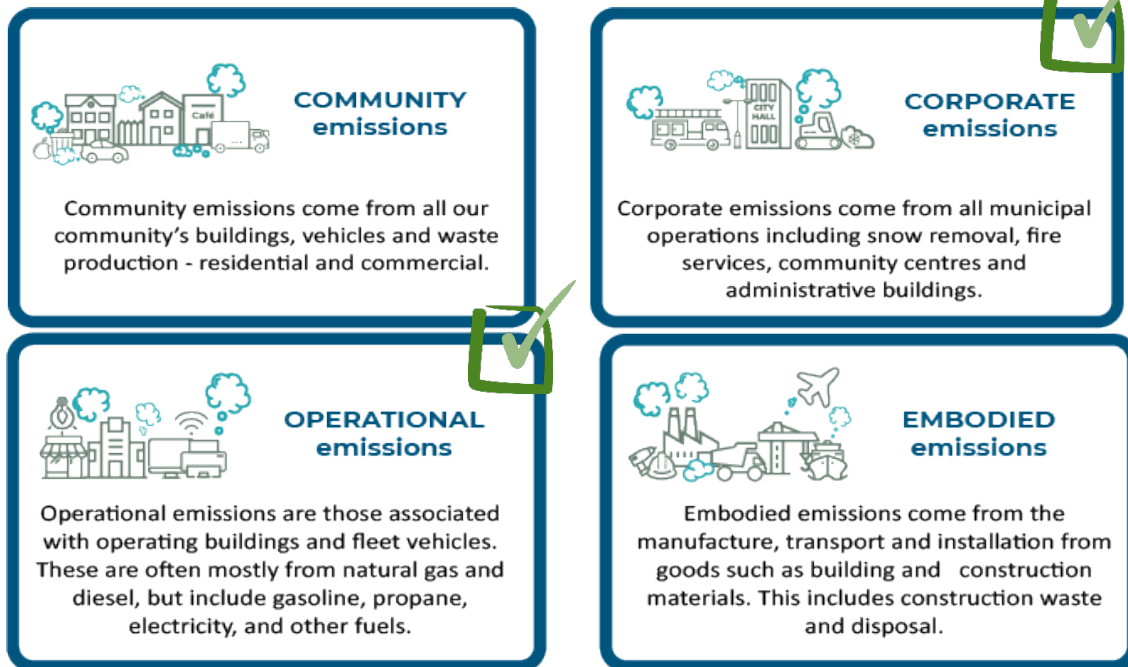 COMMUNITY
emissions
Café
Community emissions come from all our
community's buildings, vehicles and waste
production - residential and commercial.
CORPORATE
emissions
CITY
HALL
Corporate emissions come from all municipal
operations including snow removal, fire
services, community centres and
administrative buildings.
OPERATIONAL
emissions
Operational emissions are those associated
with operating buildings and fleet vehicles.
These are often mostly from natural gas and
diesel, but include gasoline, propane,
electricity, and other fuels.
EMBODIED
emissions
Embodied emissions come from the
manufacture, transport and installation from
goods such as building and construction
materials. This includes construction waste
and disposal.